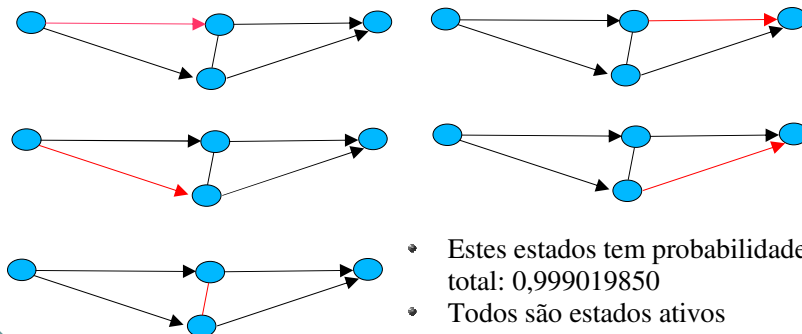 Estes estados tem probabilidade
total: 0,999019850
Todos são estados ativos